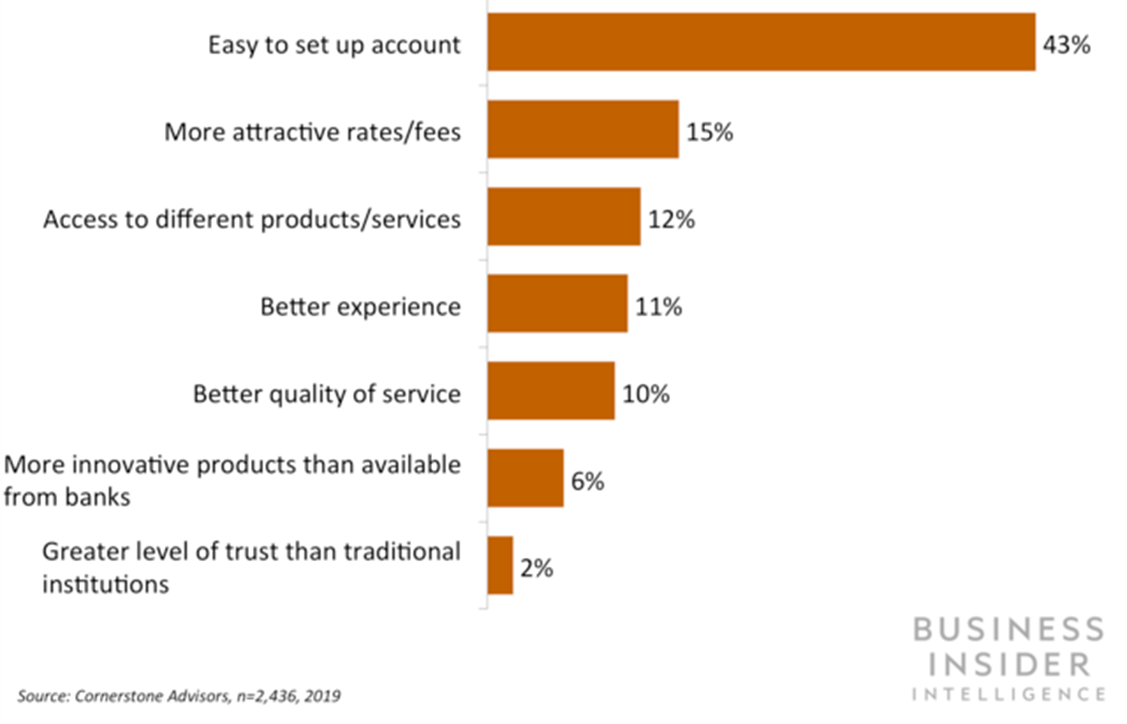 Easy to set up account
43%
More attractive rates/fees
15%
Access to different products/services
12%
Better experience
11%
Better quality of service
10%
More innovative products than available
from banks
6%
Greater level of trust than traditional
institutions
2%
BUSINESS
INSIDER
INTELLIGENCE
Source: Cornerstone Advisors, n=2,436, 2019